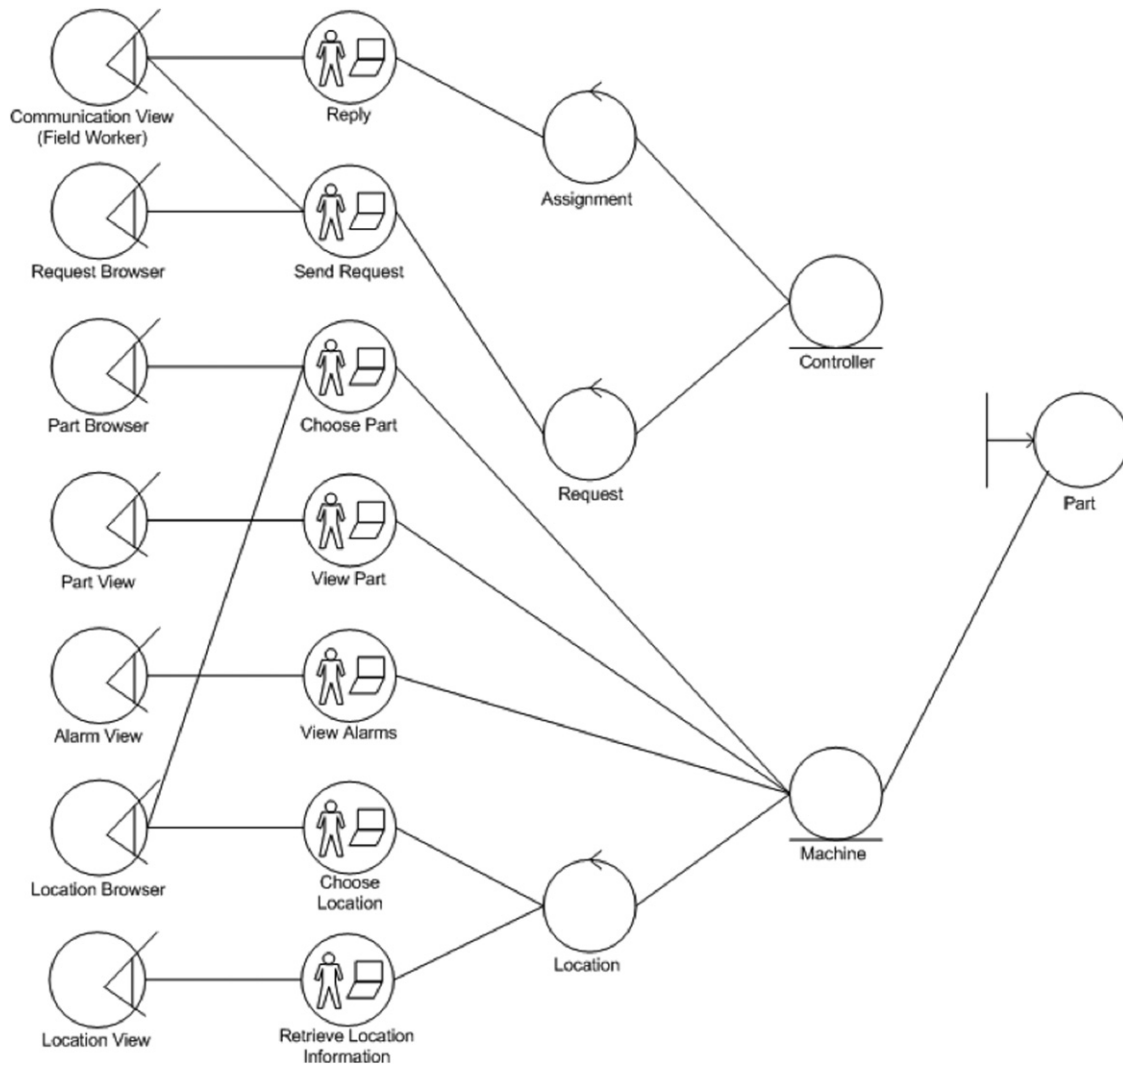 Communication View
(Field Worker)
Reply
Assignment
Request Browser
Send Request
Controller
Part Browser
Choose Part
Request
Part
Part View
View Part
Alarm View
View Alarms
Machine
Location Browser
Choose
Location
Location
Location View
Retrieve Location
Information